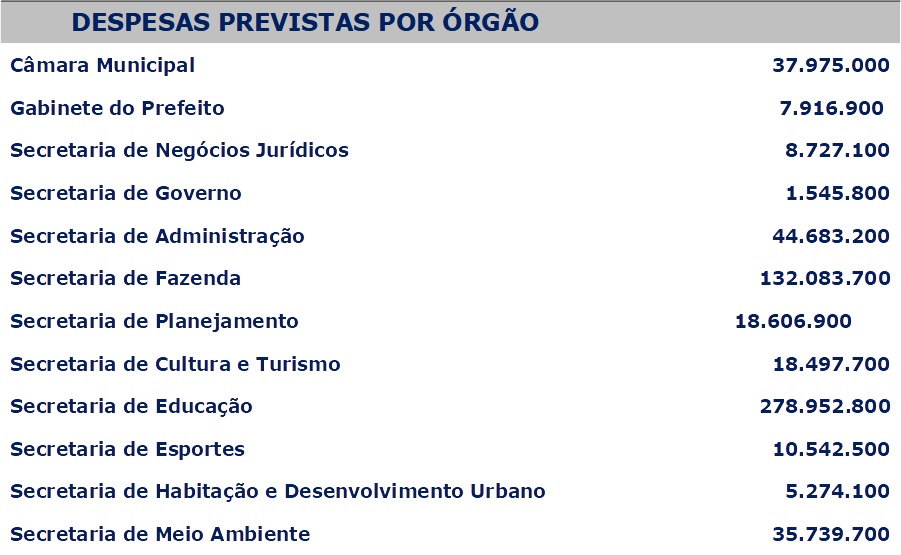 DESPESAS PREVISTAS POR ÓRGÃO
Câmara Municipal 37.975.000
Gabinete do Prefeito 7.916.900
Secretaria de Negócios Jurídicos 8.727.100
Secretaria de Governo 1.545.800
Secretaria de Administração 44.683.200
Secretaria de Fazenda 132.083.700
Secretaria de Planejamento 18.606.900
Secretaria de Cultura e Turismo 18.497.700
Secretaria de Educação 278.952.800
Secretaria de Esportes 10.542.500
Secretaria de Habitação e Desenvolvimento Urbano 5.274.100
Secretaria de Meio Ambiente 35.739.700